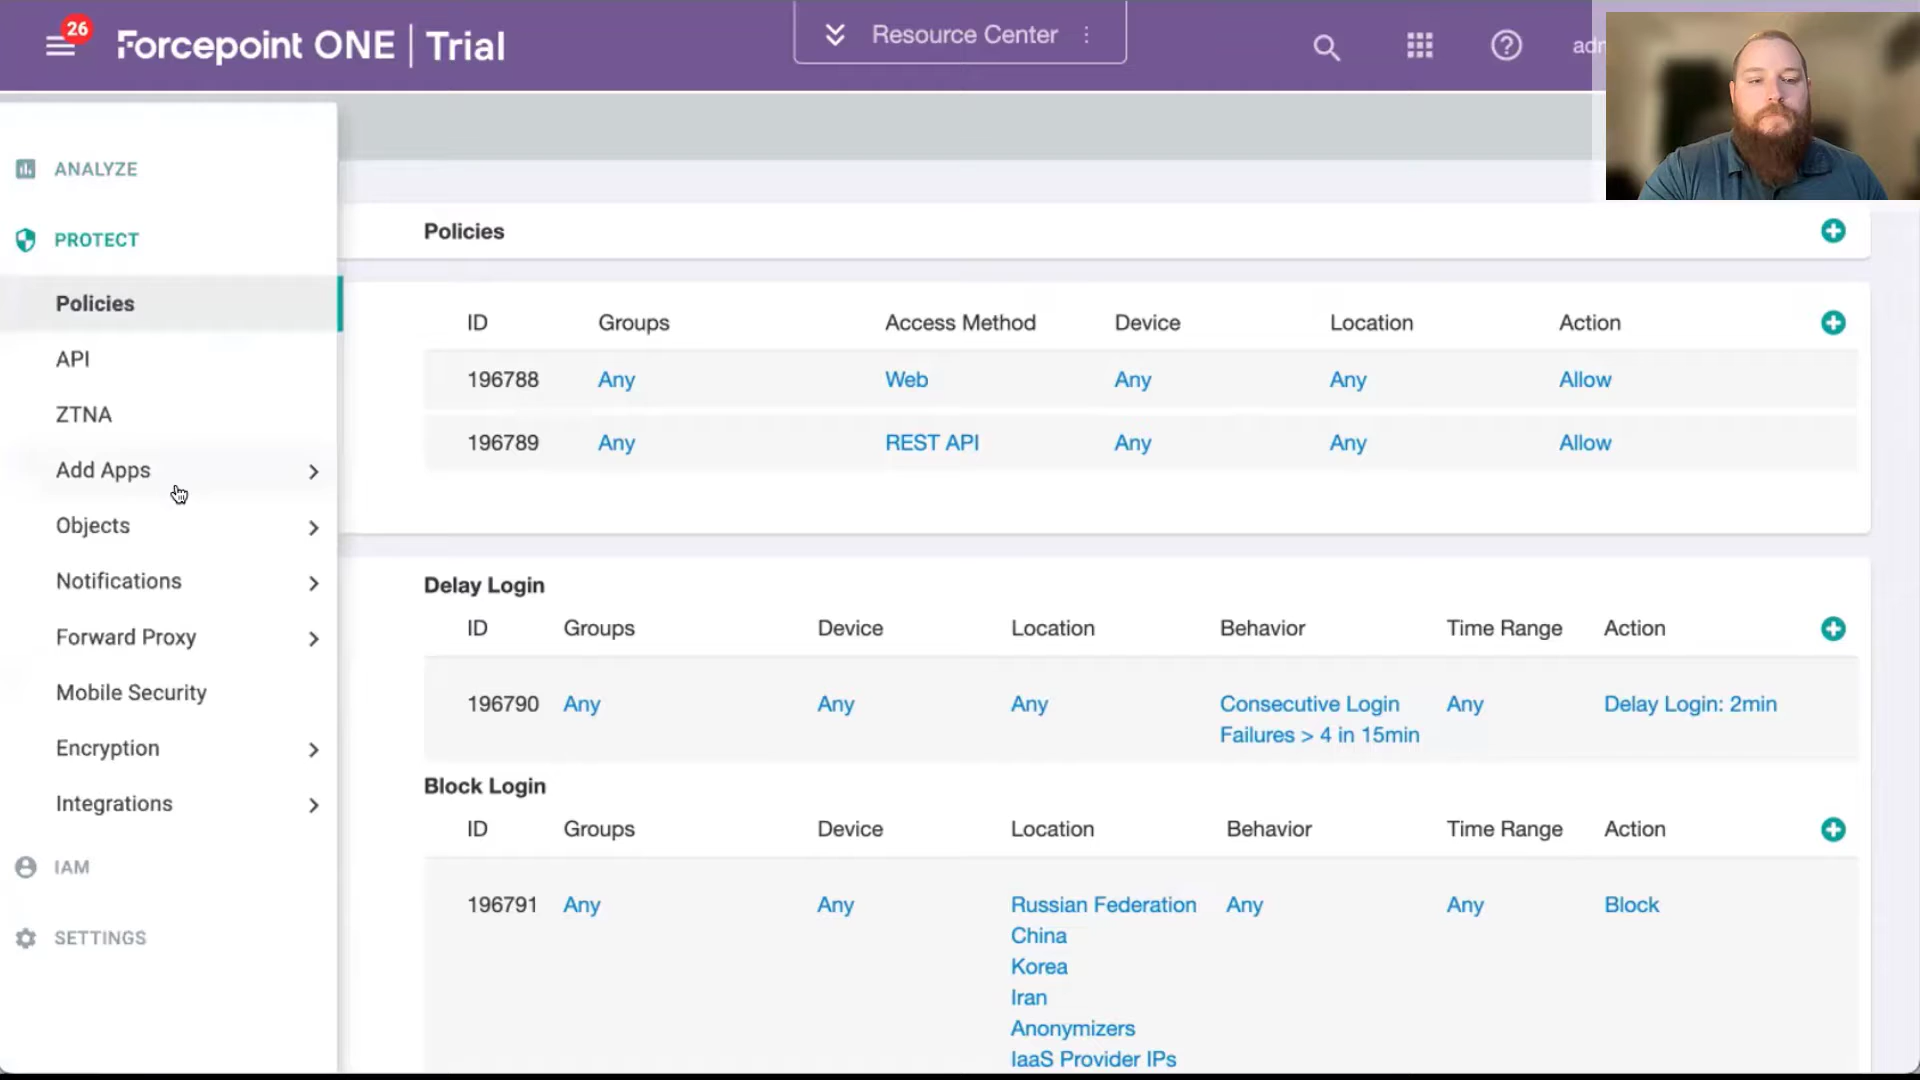 26
Forcepoint ONE | Trial
Resource Center
adn
ANALYZE
PROTECT
Policies
API
ZTNA
Add Apps
Objects
Notifications
Forward Proxy
Mobile Security
Encryption
Integrations
IAM
SETTINGS
Policies
ID Groups Access Method Device Location Action
196788 Any Web Any Any Allow
196789 Any REST API Any Any Allow
Delay Login
ID Groups Device Location Behavior Time Range Action
196790 Any Any Any Consecutive Login Any Delay Login: 2min
Failures > 4 in 15min
Block Login
ID Groups Device Location Behavior Time Range Action
196791 Any Any Russian Federation Any Any Block
China
Korea
Iran
Anonymizers
IaaS Provider IPs